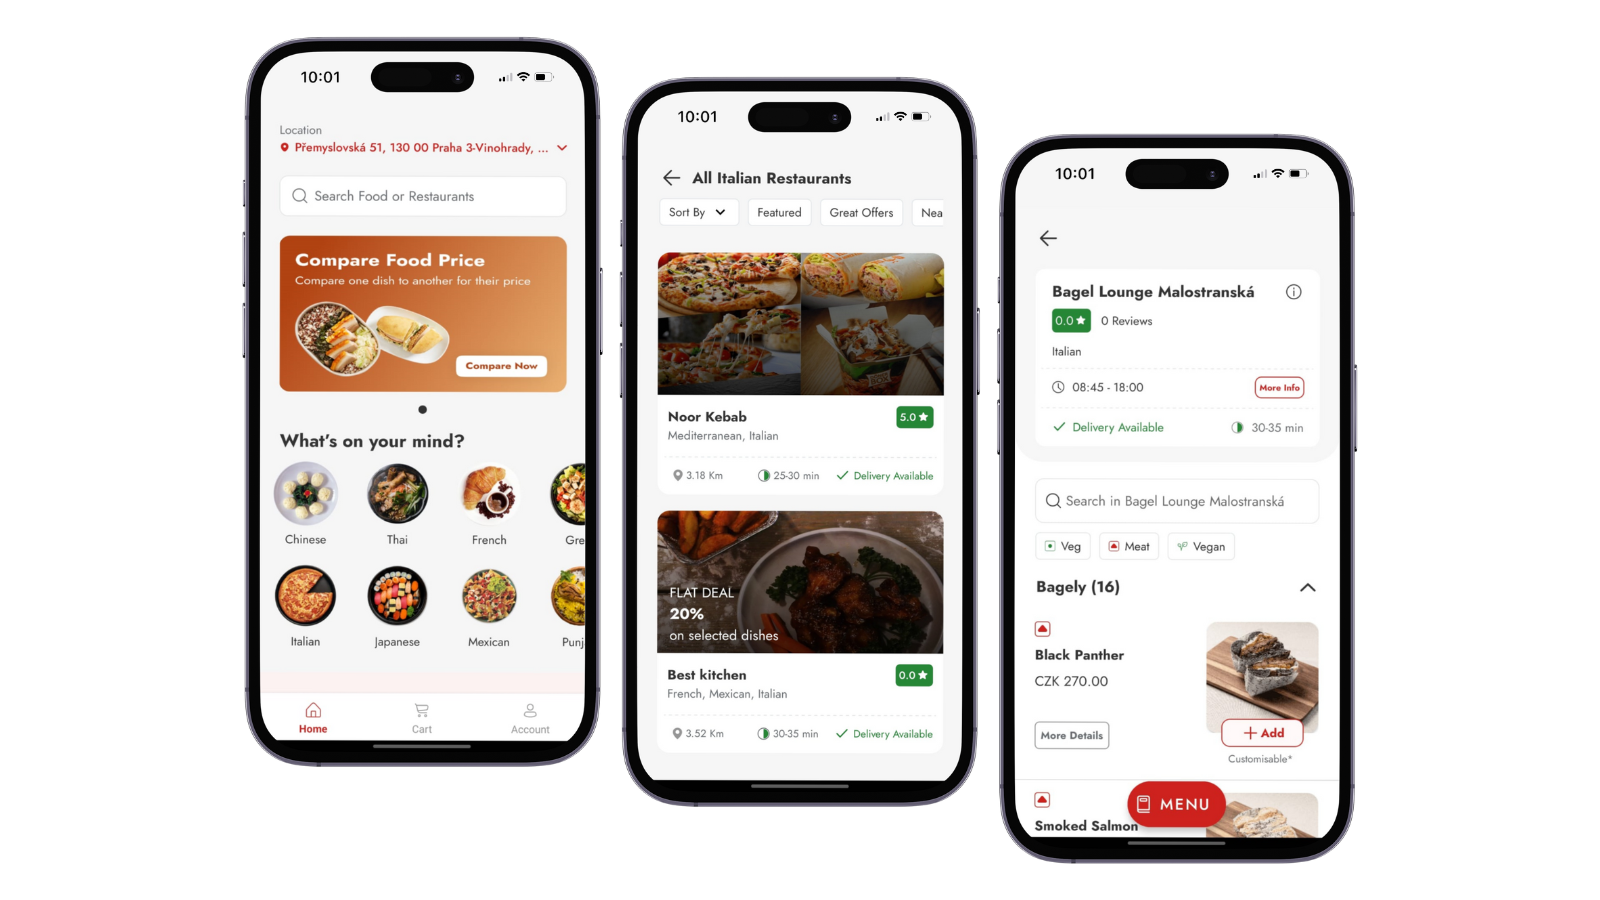 10:01
Location
Přemyslovská 51, 130 00 Praha 3-Vinohrady, ...
Search Food or Restaurants
Compare Food Price
Compare one dish to another for their price
Compare Now
What's on your mind?
Chinese
Thai
French
Gre
Italian
Japanese
Mexican
Punj
Home
Cart
Account
10:01
All Italian Restaurants
Sort By
Featured
Great Offers
Nea
Noor Kebab
5.0
Mediterranean, Italian
3.18 Km
25-30 min
Delivery Available
FLAT DEAL
20%
on selected dishes
Best kitchen
0.0
French, Mexican, Italian
3.52 Km
30-35 min
Delivery Available
10:01
Bagel Lounge Malostranská
0.0
0 Reviews
Italian
08:45 - 18:00
More Info
Delivery Available
30-35 min
Search in Bagel Lounge Malostranská
Veg
Meat
Vegan
Bagely (16)
Black Panther
CZK 270.00
More Details
+ Add
Customisable*
MENU
Smoked Salmon